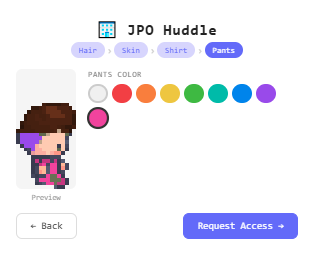 🏢 JPO Huddle
Hair › Skin › Shirt › Pants
PANTS COLOR
Preview
← Back
Request Access →